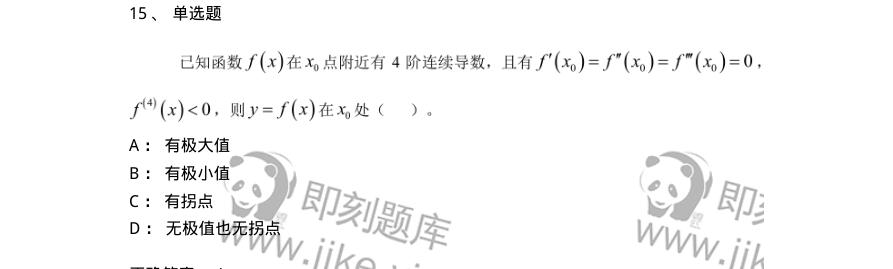 15 、 单选题
已知函数 f(x) 在 x₀ 点附近有 4 阶连续导数，且有 f′(x₀) = f″(x₀) = f‴(x₀) = 0，
f⁽⁴⁾(x) < 0，则 y = f(x) 在 x₀ 处（ ）。
A： 有极大值
B： 有极小值
C： 有拐点
D： 无极值也无拐点
即刻题库
即刻
www.jike
www.jik